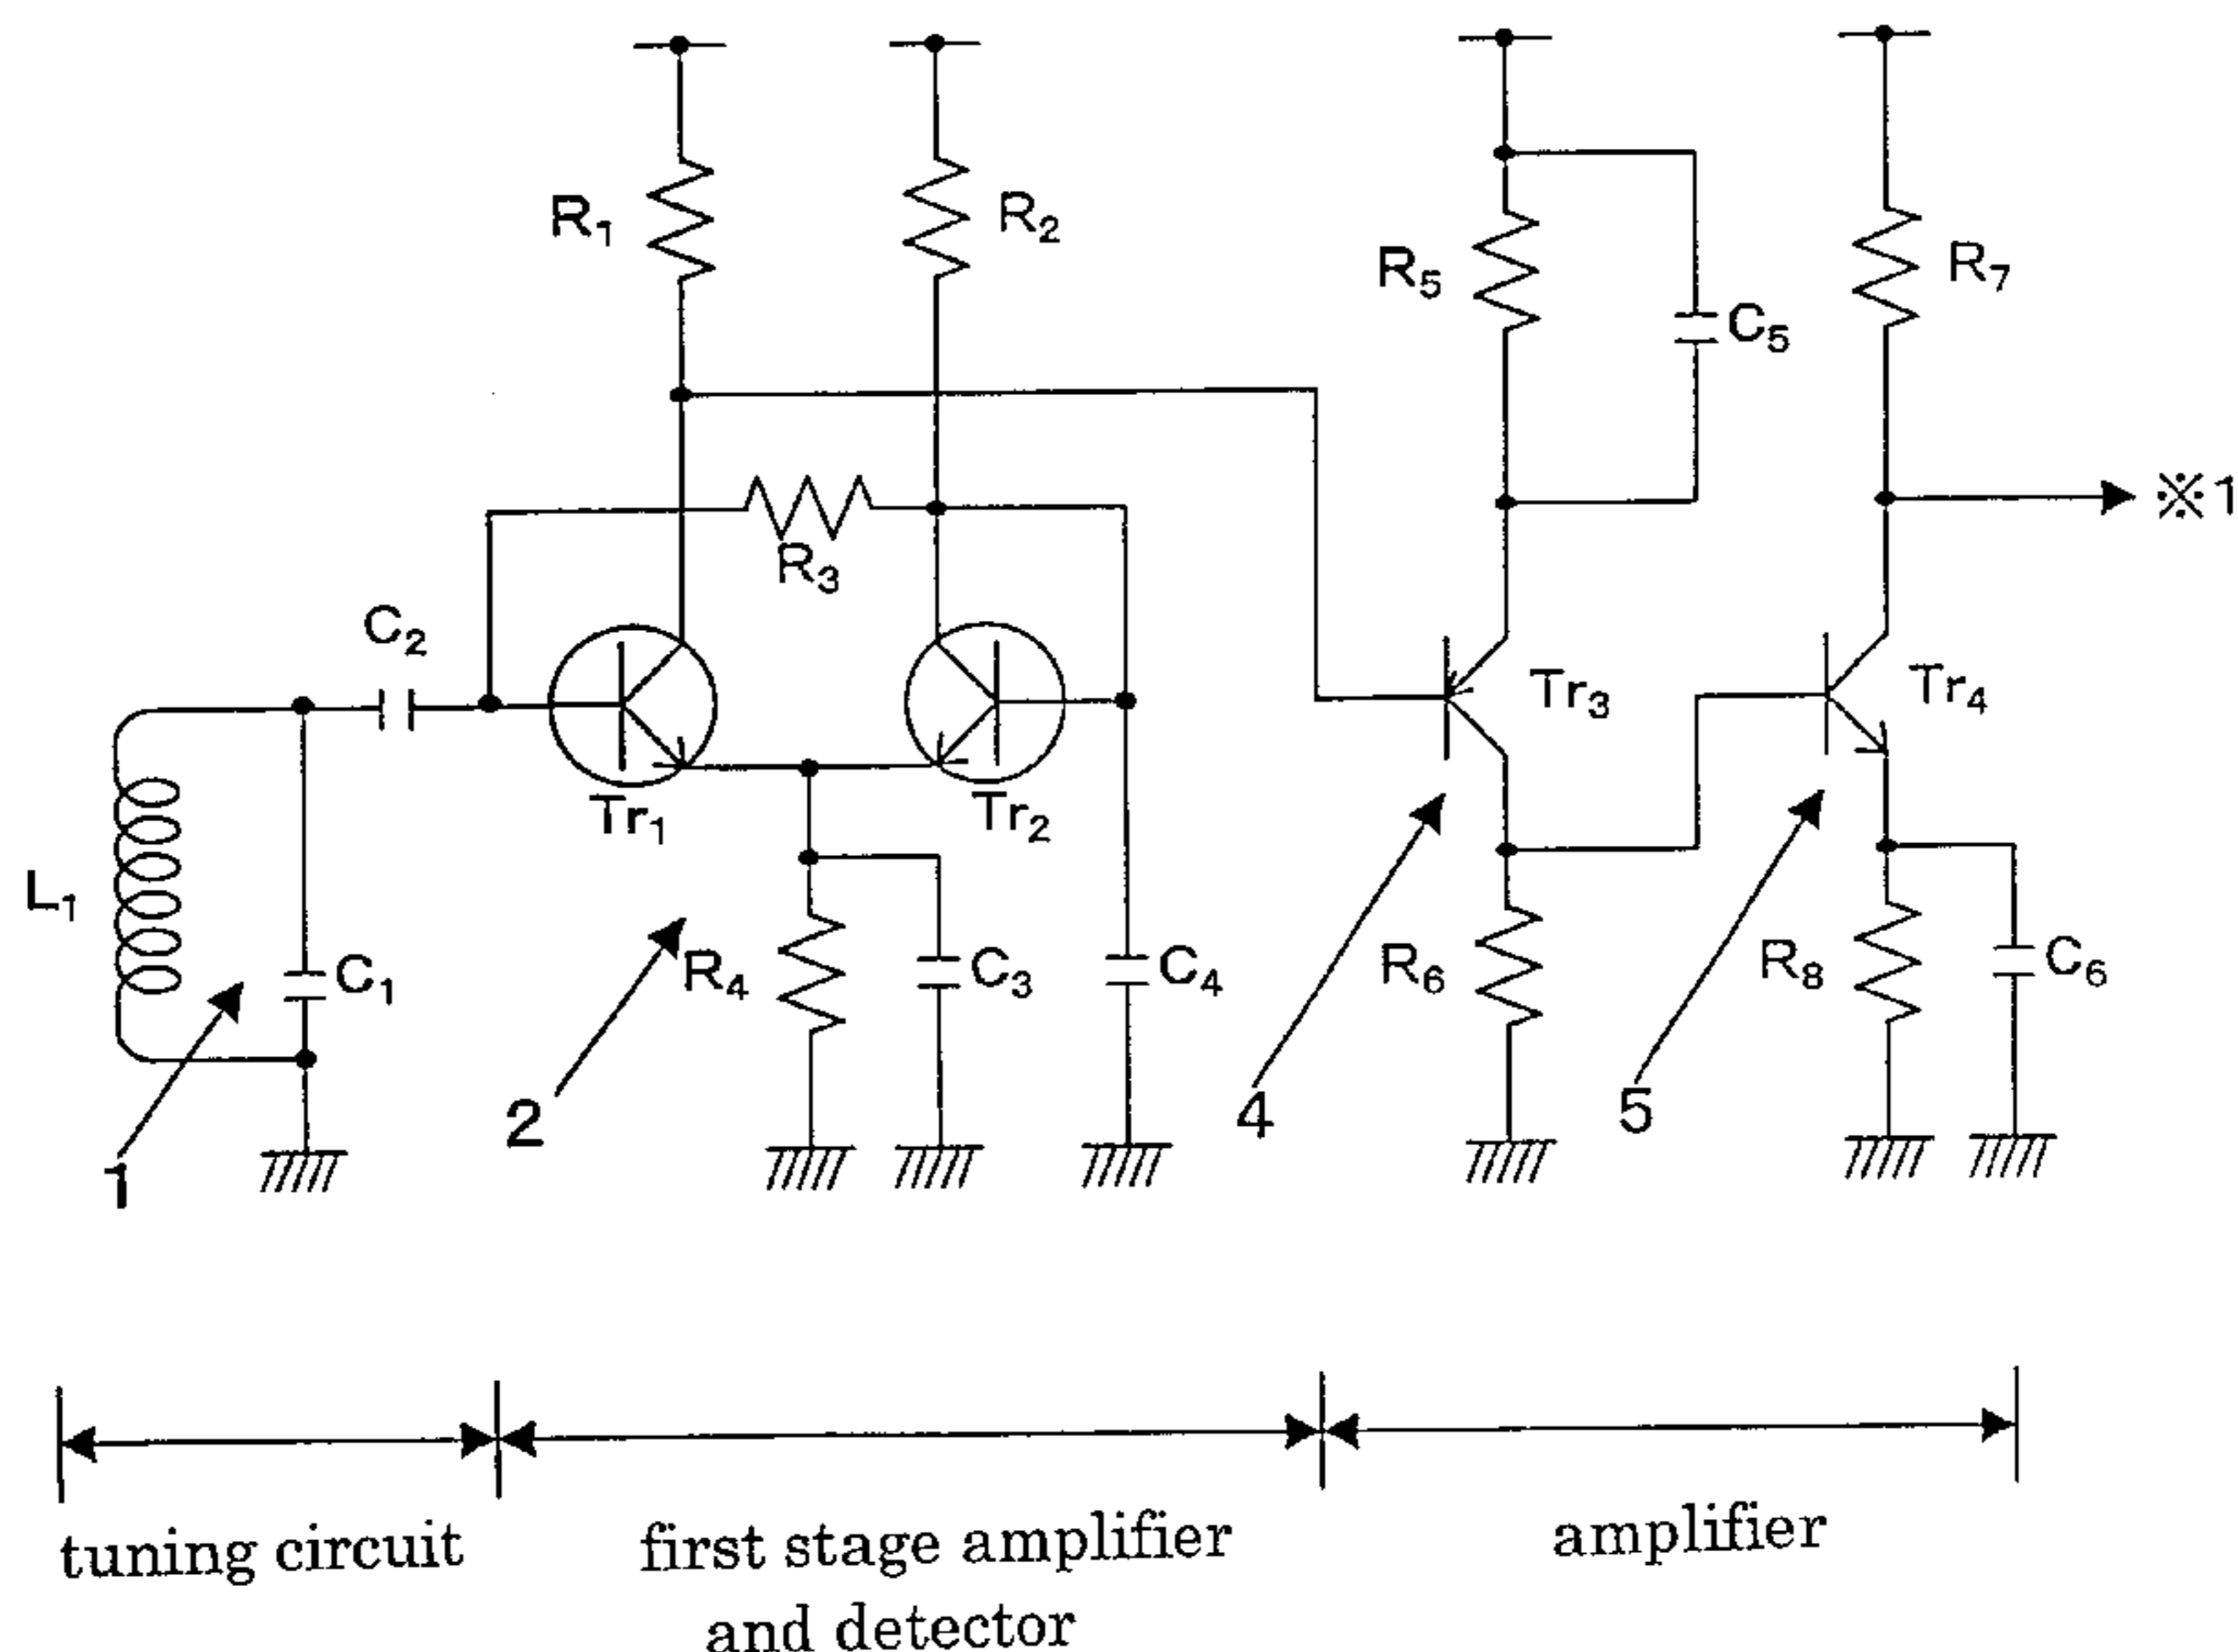 R1
R2
R5
C5
R7
※1
R3
C2
Tr1
Tr2
Tr3
Tr4
L1
C1
R4
C3
C4
R6
R8
C6
1
2
4
5
tuning circuit
first stage amplifier
and detector
amplifier